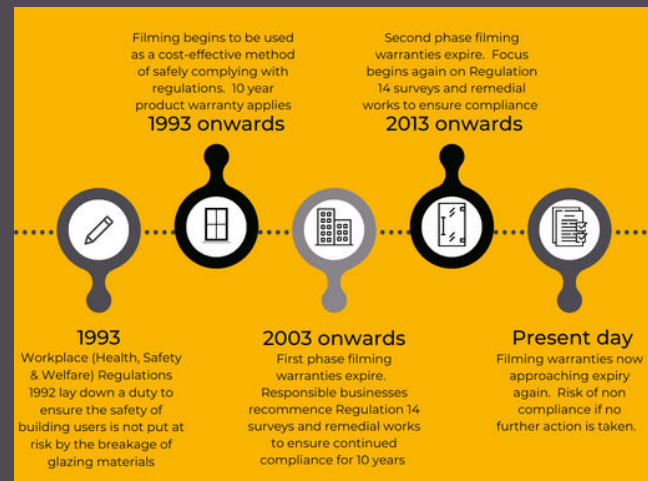 Filming begins to be used
as a cost-effective method
of safely complying with
regulations. 10 year
product warranty applies
1993 onwards
Second phase filming
warranties expire. Focus
begins again on Regulation
14 surveys and remedial
works to ensure compliance
2013 onwards
1993
Workplace (Health, Safety
& Welfare) Regulations
1992 lay down a duty to
ensure the safety of
building users is not put at
risk by the breakage of
glazing materials
2003 onwards
First phase filming
warranties expire.
Responsible businesses
recommence Regulation 14
surveys and remedial works
to ensure continued
compliance for 10 years
Present day
Filming warranties now
approaching expiry
again. Risk of non
compliance if no
further action is taken.